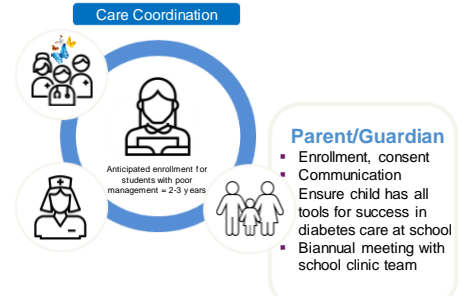 Care Coordination
Anticipated enrollment for
students with poor
management = 2-3 years
Parent/Guardian
▪ Enrollment, consent
▪ Communication
Ensure child has all
tools for success in
diabetes care at school
▪ Biannual meeting with
school clinic team